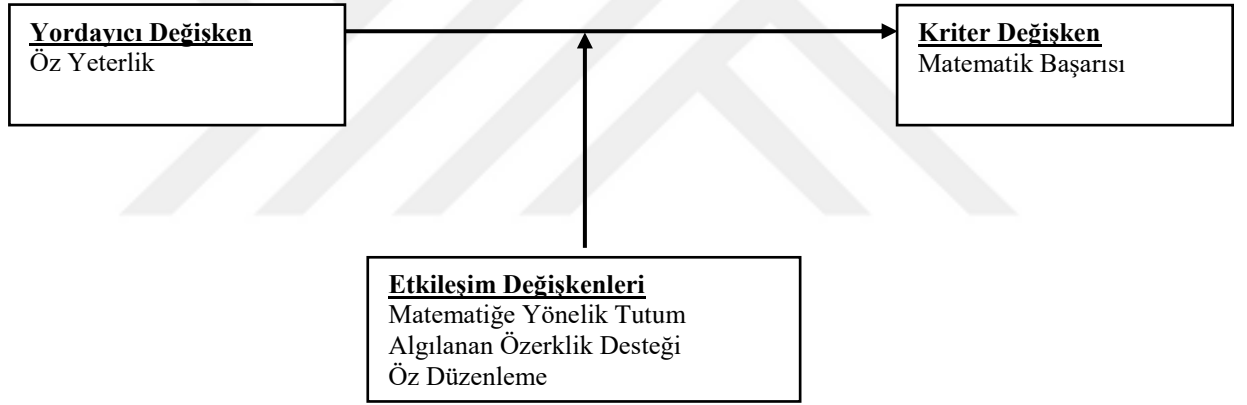 Yordayıcı Değişken
Öz Yeterlik
Kriter Değişken
Matematik Başarısı
Etkileşim Değişkenleri
Matematiğe Yönelik Tutum
Algılanan Özerklik Desteği
Öz Düzenleme